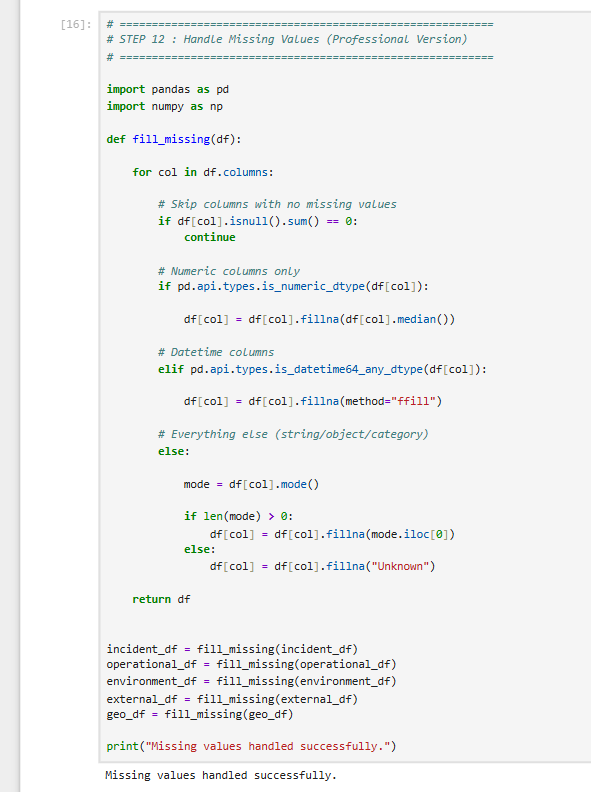 [16]: # ==========================================================
# STEP 12 : Handle Missing Values (Professional Version)
# ==========================================================
import pandas as pd
import numpy as np
def fill_missing(df):
for col in df.columns:
# Skip columns with no missing values
if df[col].isnull().sum() == 0:
continue
# Numeric columns only
if pd.api.types.is_numeric_dtype(df[col]):
df[col] = df[col].fillna(df[col].median())
# Datetime columns
elif pd.api.types.is_datetime64_any_dtype(df[col]):
df[col] = df[col].fillna(method="ffill")
# Everything else (string/object/category)
else:
mode = df[col].mode()
if len(mode) > 0:
df[col] = df[col].fillna(mode.iloc[0])
else:
df[col] = df[col].fillna("Unknown")
return df
incident_df = fill_missing(incident_df)
operational_df = fill_missing(operational_df)
environment_df = fill_missing(environment_df)
external_df = fill_missing(external_df)
geo_df = fill_missing(geo_df)
print("Missing values handled successfully.")
Missing values handled successfully.